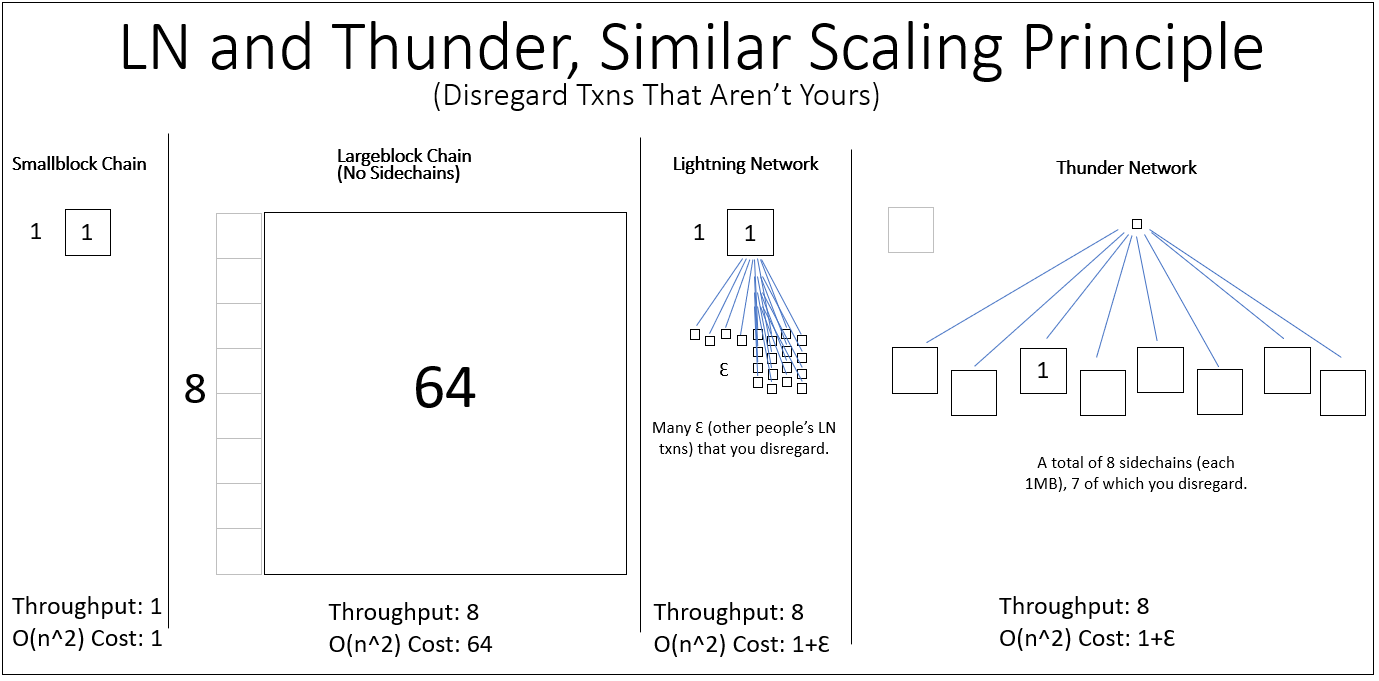 LN and Thunder, Similar Scaling Principle
(Disregard Txns That Aren’t Yours)
Smallblock Chain
1
1
Throughput: 1
O(n^2) Cost: 1
Largeblock Chain
(No Sidechains)
8
64
Throughput: 8
O(n^2) Cost: 64
Lightning Network
1
1
Ɛ
Many Ɛ (other people’s LN
txns) that you disregard.
Throughput: 8
O(n^2) Cost: 1+Ɛ
Thunder Network
1
A total of 8 sidechains (each
1MB), 7 of which you disregard.
Throughput: 8
O(n^2) Cost: 1+Ɛ